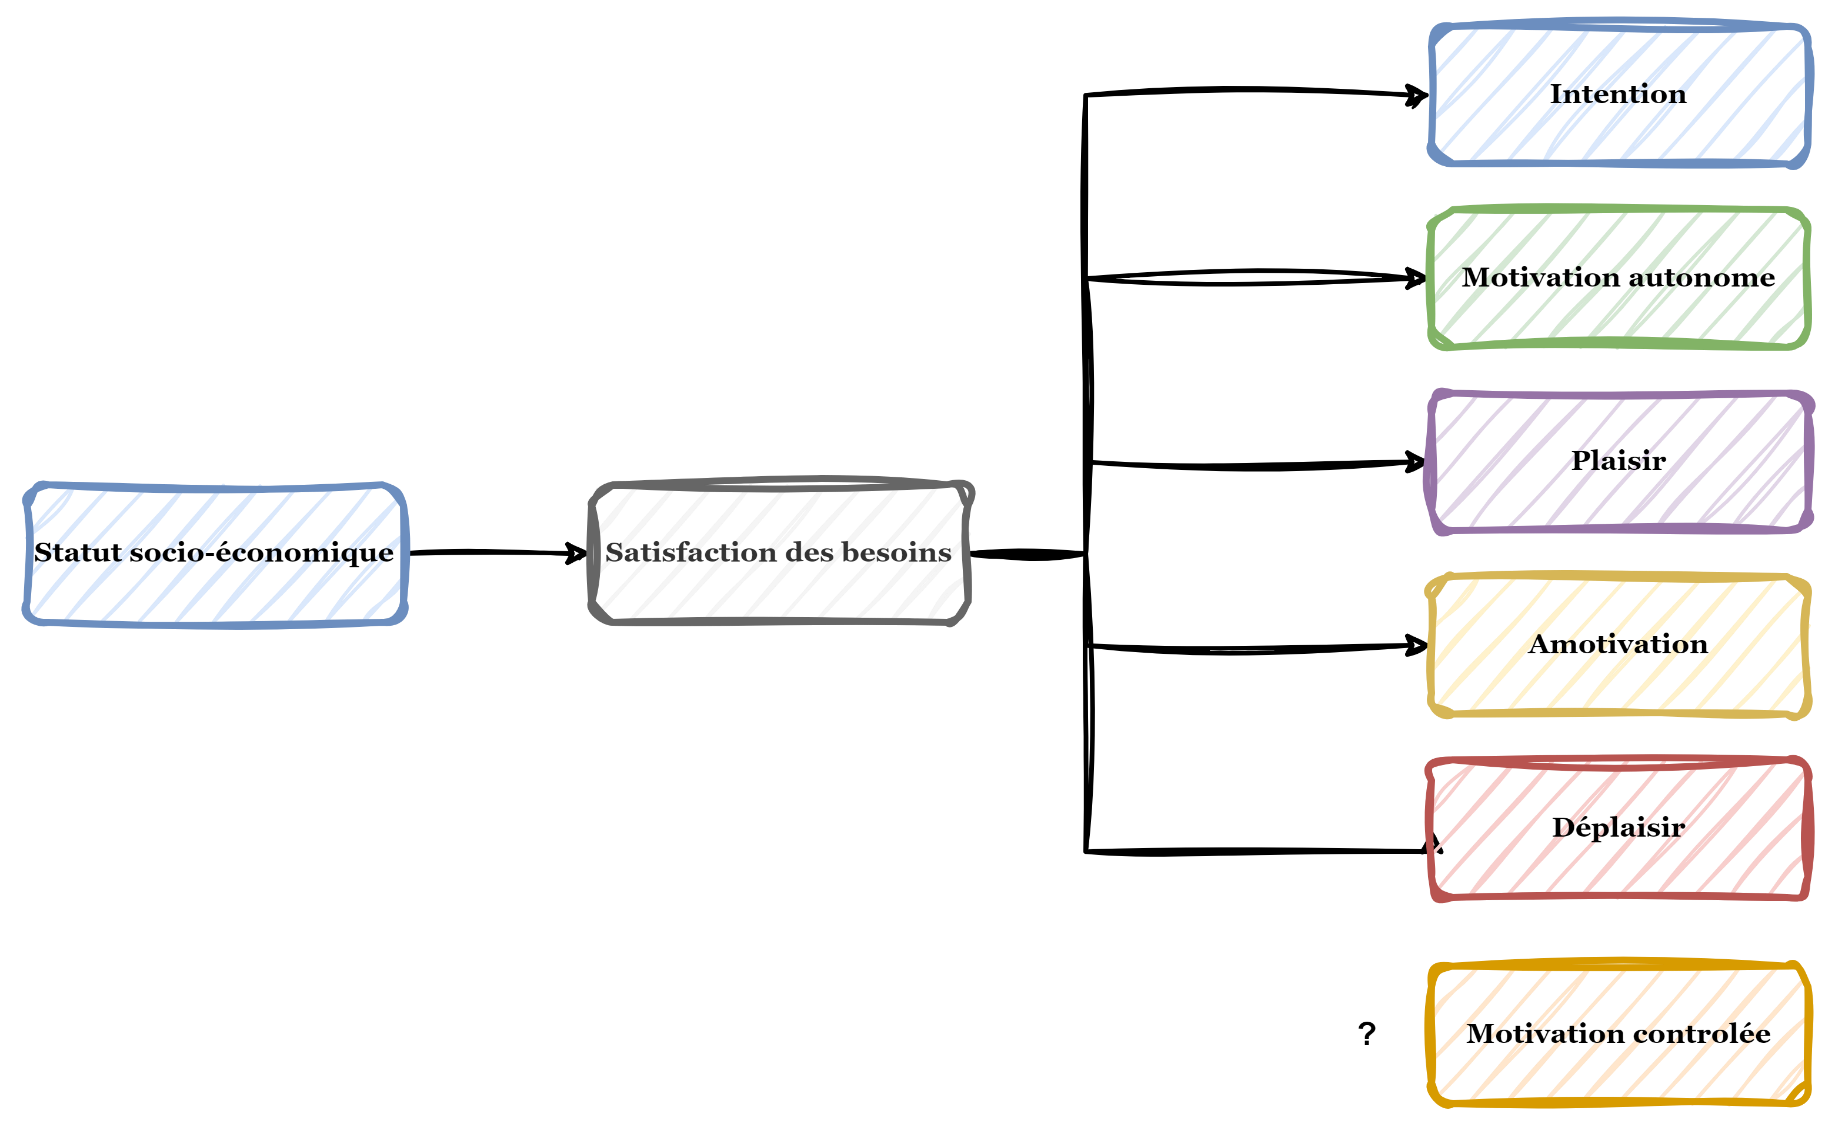 Intention
Motivation autonome
Plaisir
Statut socio-économique
Satisfaction des besoins
Amotivation
Déplaisir
?
Motivation controlée